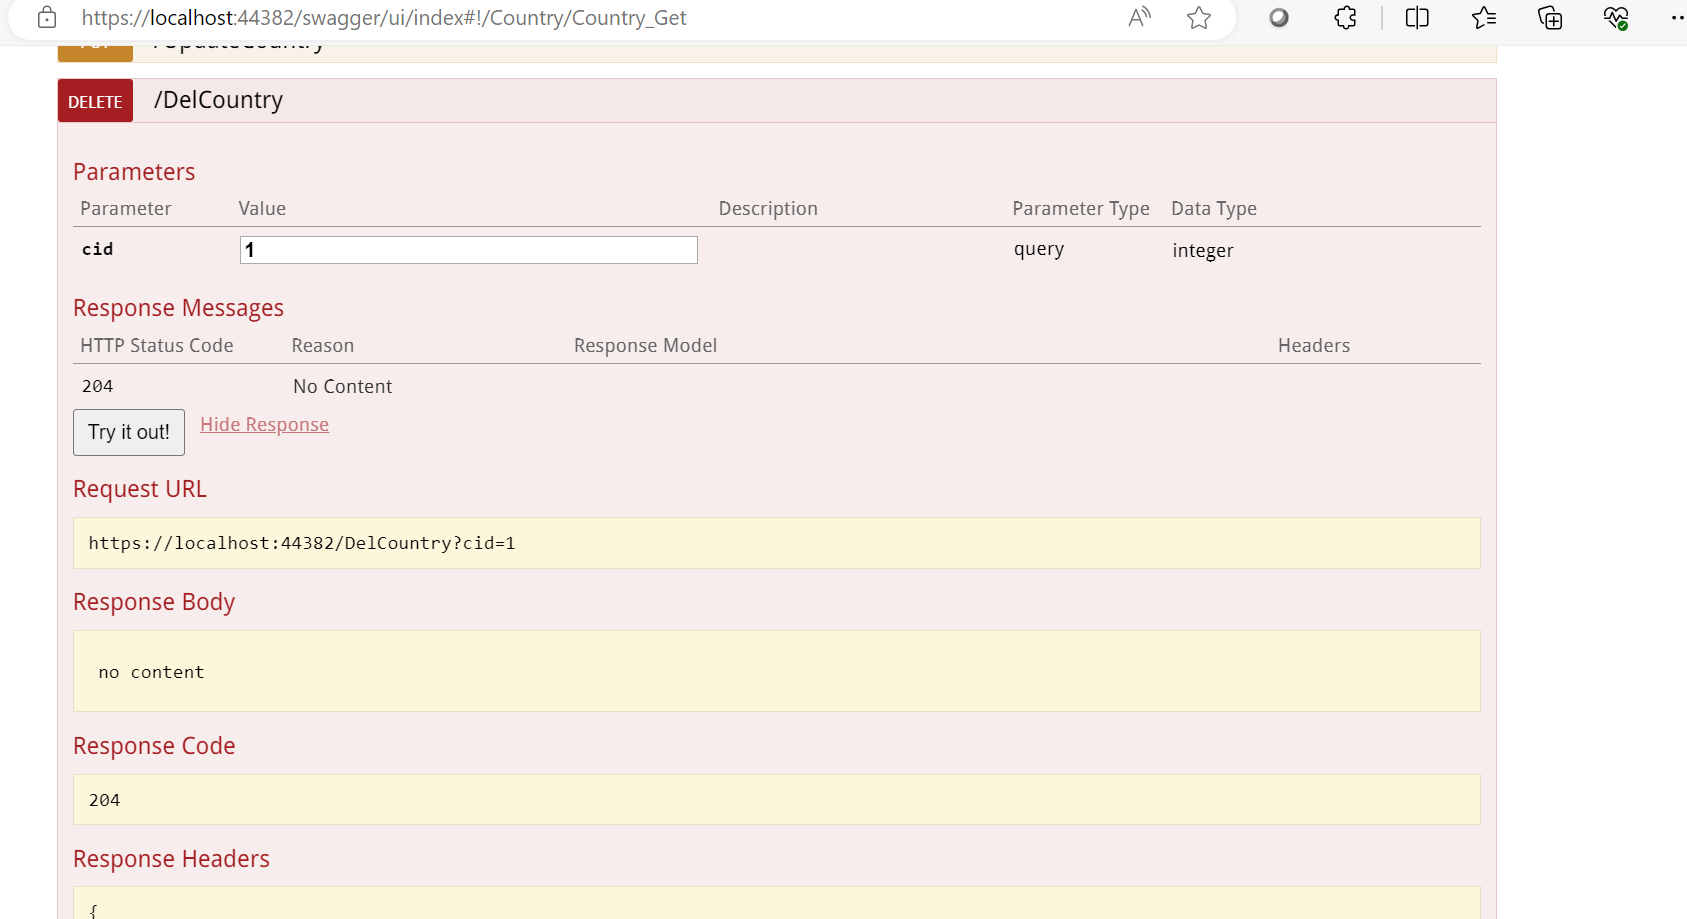 https://localhost:44382/swagger/ui/index#!/Country/Country_Get
/UpdateCountry
DELETE /DelCountry
Parameters
Parameter Value Description Parameter Type Data Type
cid 1 query integer
Response Messages
HTTP Status Code Reason Response Model Headers
204 No Content
Try it out! Hide Response
Request URL
https://localhost:44382/DelCountry?cid=1
Response Body
no content
Response Code
204
Response Headers
{